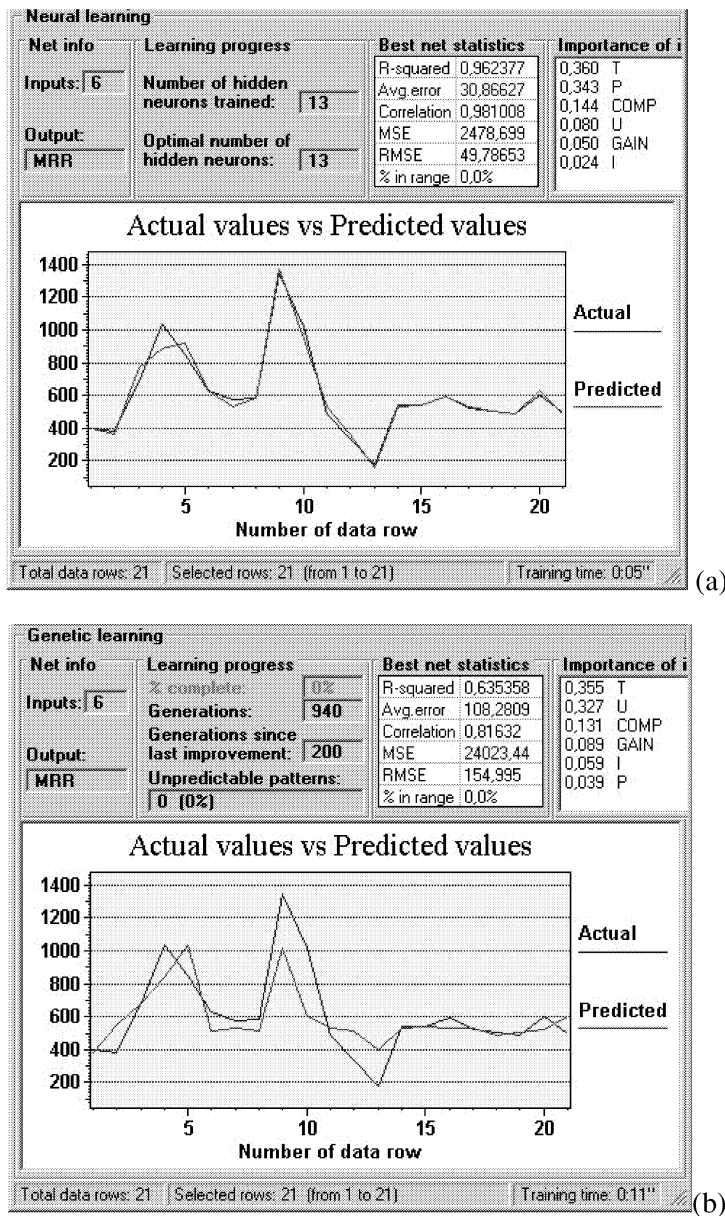 Neural learning
Net info
Inputs: 6
Output:
MRR
Learning progress
Number of hidden
neurons trained: 13
Optimal number of
hidden neurons: 13
Best net statistics
R-squared 0,962377
Avg.error 30,86627
Correlation 0,981008
MSE 2478,699
RMSE 49,78653
% in range 0,0%
Importance of i
0,360 T
0,343 P
0,144 COMP
0,080 U
0,050 GAIN
0,024 I
Actual values vs Predicted values
1400
1200
1000
800
600
400
200
5 10 15 20
Number of data row
Actual
Predicted
Total data rows: 21 Selected rows: 21 (from 1 to 21) Training time: 0:05"
(a)
Genetic learning
Net info
Inputs: 6
Output:
MRR
Learning progress
% complete: 0%
Generations: 940
Generations since
last improvement: 200
Unpredictable patterns:
0 (0%)
Best net statistics
R-squared 0,635358
Avg.error 108,2809
Correlation 0,81632
MSE 24023,44
RMSE 154,995
% in range 0,0%
Importance of i
0,355 T
0,327 U
0,131 COMP
0,089 GAIN
0,059 I
0,039 P
Actual values vs Predicted values
1400
1200
1000
800
600
400
200
5 10 15 20
Number of data row
Actual
Predicted
Total data rows: 21 Selected rows: 21 (from 1 to 21) Training time: 0:11"
(b)